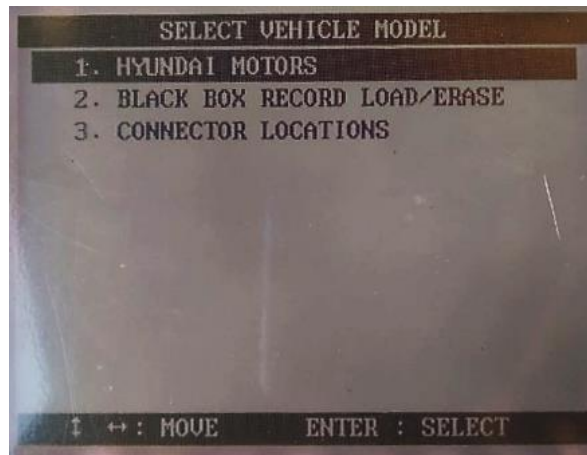 SELECT VEHICLE MODEL
1. HYUNDAI MOTORS
2. BLACK BOX RECORD LOAD/ERASE
3. CONNECTOR LOCATIONS
↕ ↔ : MOVE ENTER : SELECT